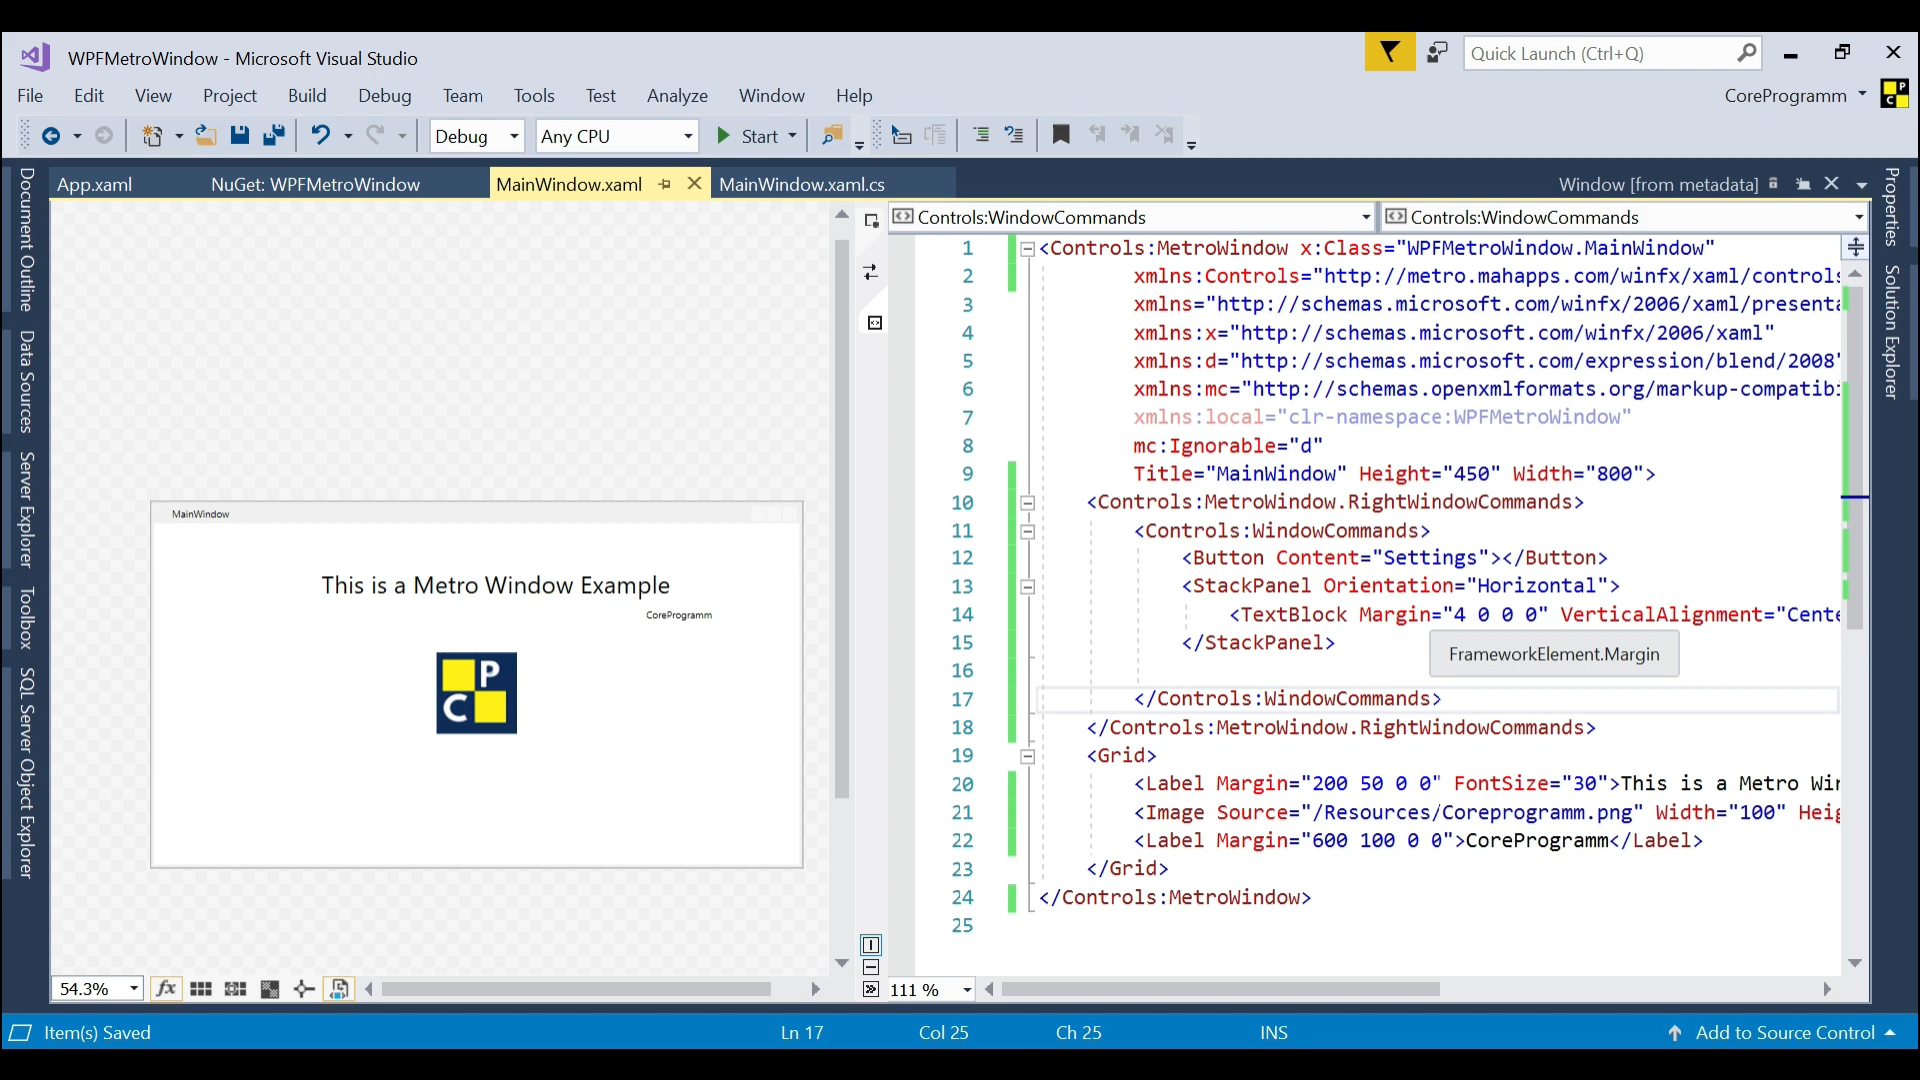 WPFMetroWindow - Microsoft Visual Studio
Quick Launch (Ctrl+Q)
File Edit View Project Build Debug Team Tools Test Analyze Window Help
CoreProgramm
P
C
Debug
Any CPU
Start
App.xaml
NuGet: WPFMetroWindow
MainWindow.xaml
MainWindow.xaml.cs
Window [from metadata]
Document Outline
Data Sources
Server Explorer
Toolbox
SQL Server Object Explorer
Properties
Solution Explorer
MainWindow
This is a Metro Window Example
CoreProgramm
P
C
Controls:WindowCommands
Controls:WindowCommands
1 <Controls:MetroWindow x:Class="WPFMetroWindow.MainWindow"
2 xmlns:Controls="http://metro.mahapps.com/winfx/xaml/controls
3 xmlns="http://schemas.microsoft.com/winfx/2006/xaml/presenta
4 xmlns:x="http://schemas.microsoft.com/winfx/2006/xaml"
5 xmlns:d="http://schemas.microsoft.com/expression/blend/2008"
6 xmlns:mc="http://schemas.openxmlformats.org/markup-compatibi
7 xmlns:local="clr-namespace:WPFMetroWindow"
8 mc:Ignorable="d"
9 Title="MainWindow" Height="450" Width="800">
10 <Controls:MetroWindow.RightWindowCommands>
11 <Controls:WindowCommands>
12 <Button Content="Settings"></Button>
13 <StackPanel Orientation="Horizontal">
14 <TextBlock Margin="4 0 0 0" VerticalAlignment="Cente
15 </StackPanel>
FrameworkElement.Margin
16
17 </Controls:WindowCommands>
18 </Controls:MetroWindow.RightWindowCommands>
19 <Grid>
20 <Label Margin="200 50 0 0" FontSize="30">This is a Metro Win
21 <Image Source="/Resources/Coreprogramm.png" Width="100" Heig
22 <Label Margin="600 100 0 0">CoreProgramm</Label>
23 </Grid>
24 </Controls:MetroWindow>
25
54.3%
fx
111 %
Item(s) Saved
Ln 17
Col 25
Ch 25
INS
Add to Source Control